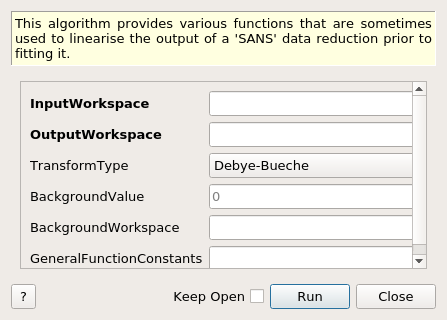 This algorithm provides various functions that are sometimes
used to linearise the output of a 'SANS' data reduction prior to
fitting it.
InputWorkspace
OutputWorkspace
TransformType Debye-Bueche
BackgroundValue 0
BackgroundWorkspace
GeneralFunctionConstants
? Keep Open Run Close